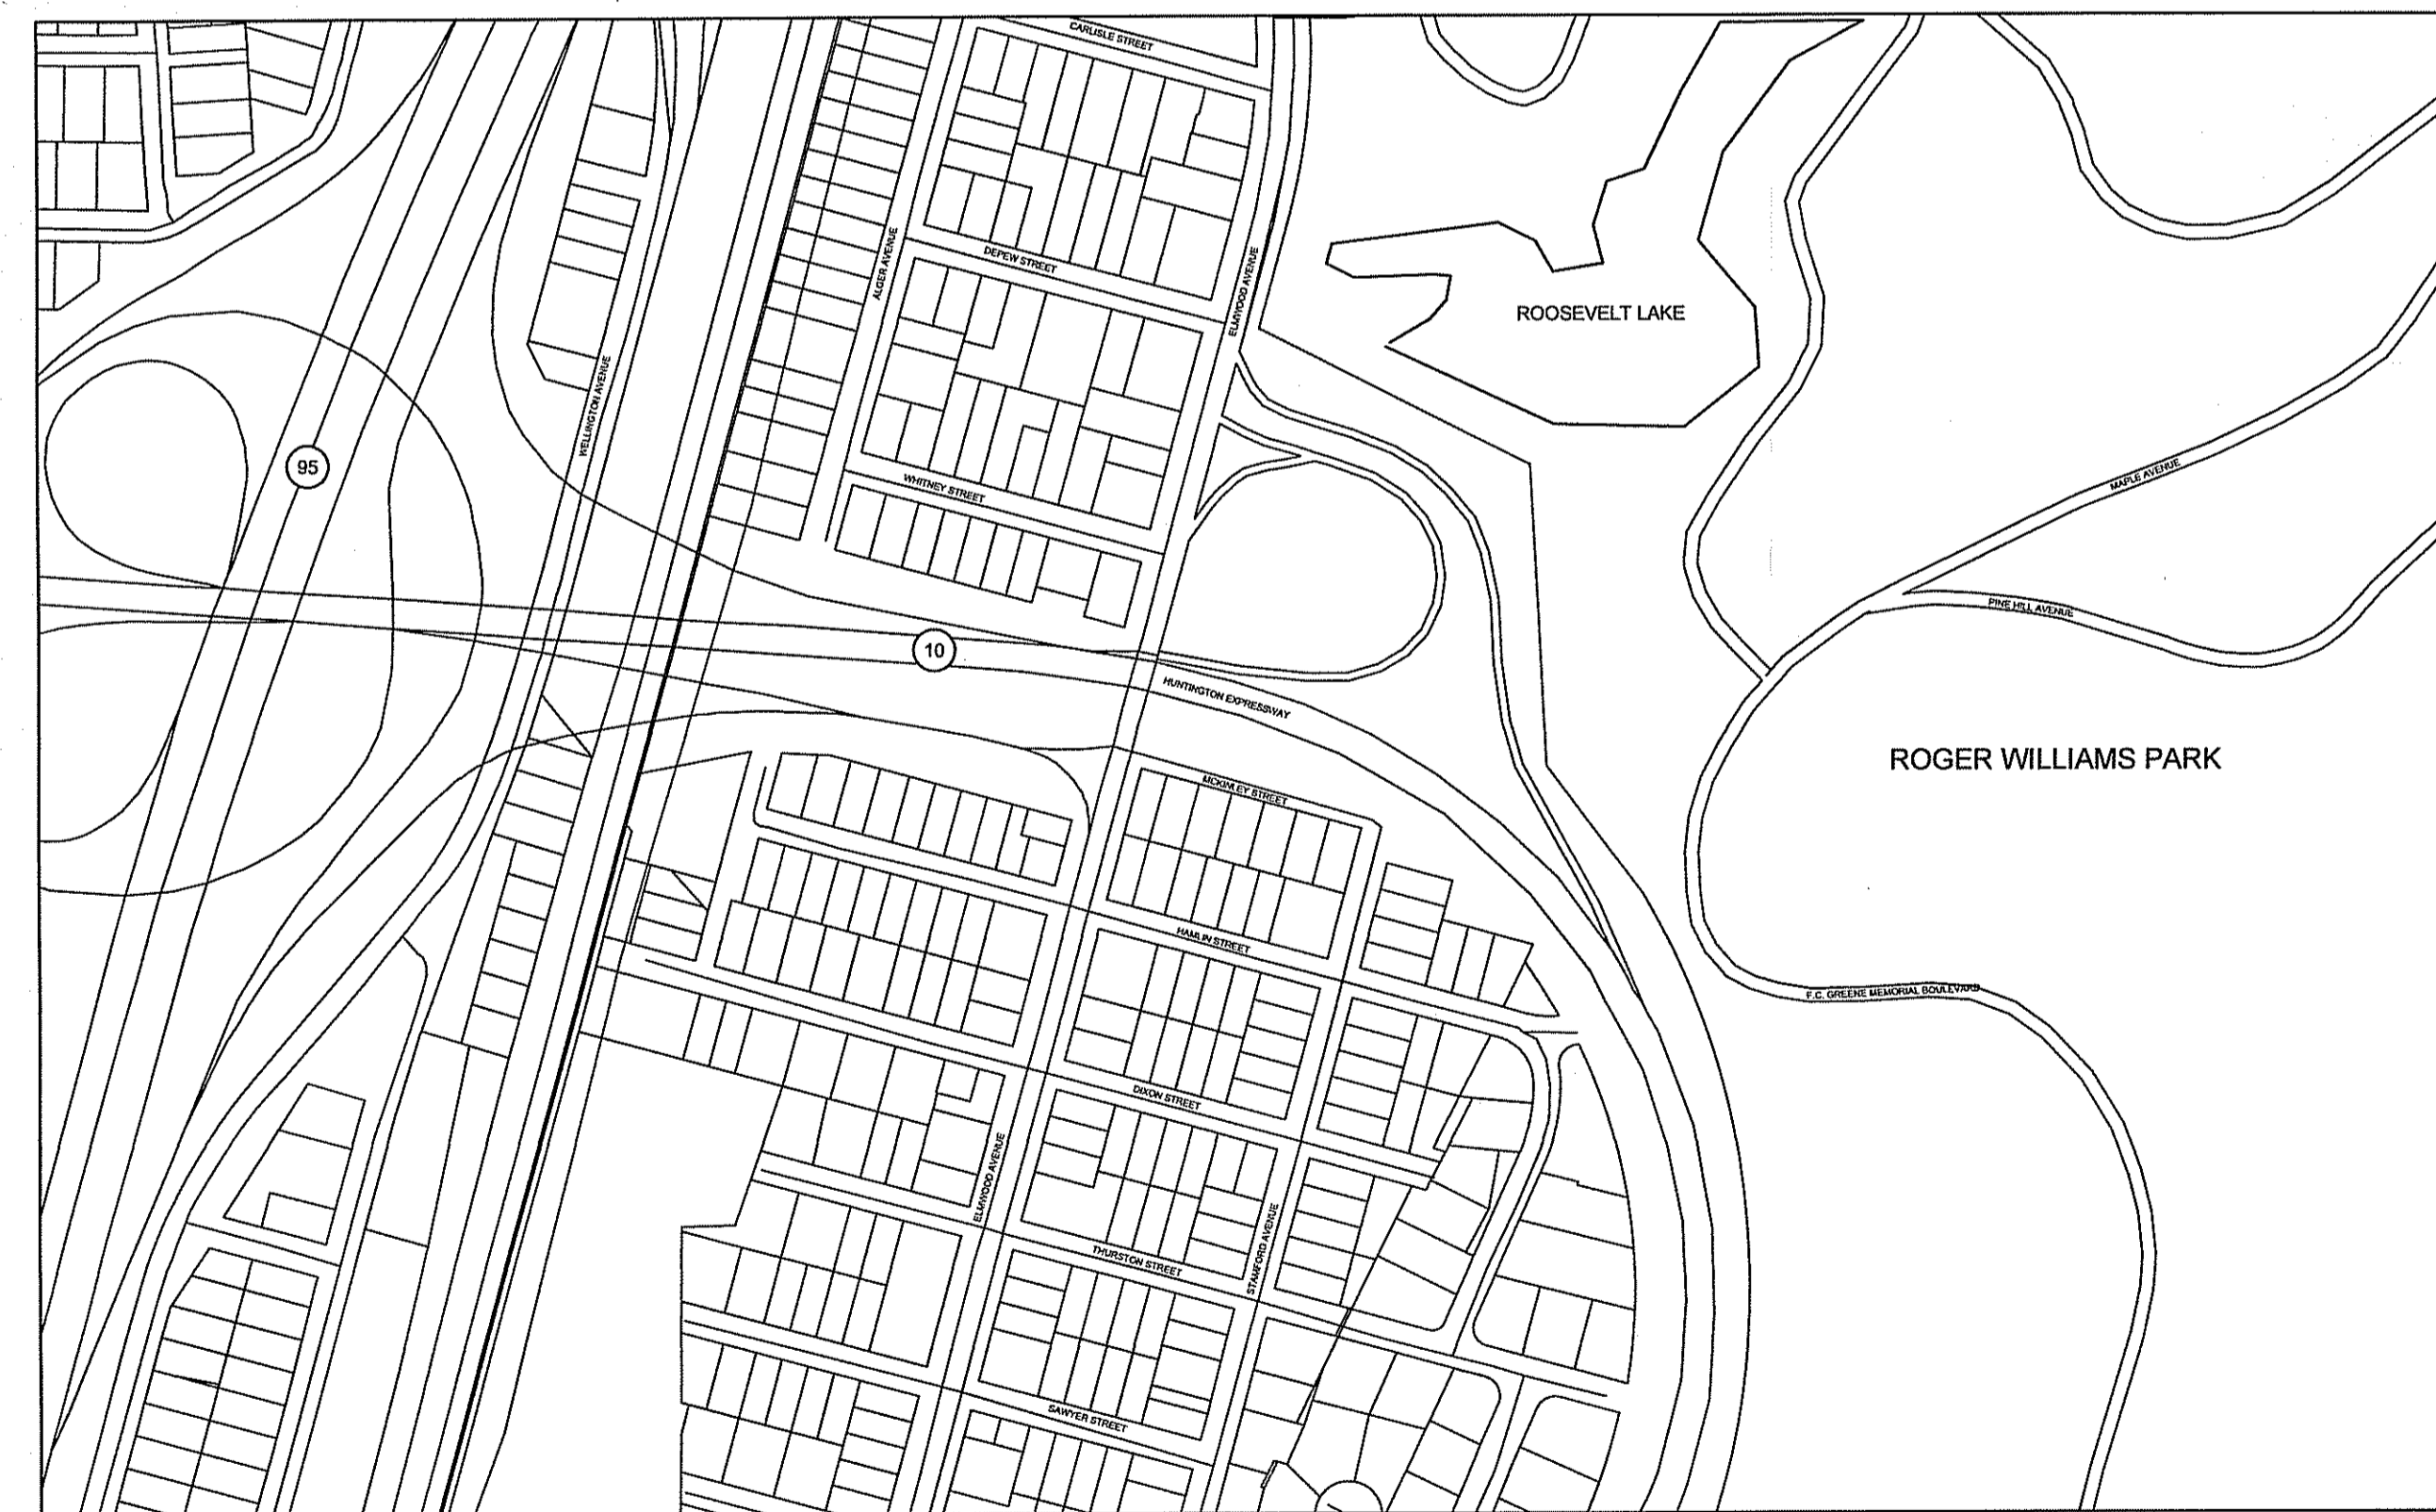 CARLISLE STREET
ALGER AVENUE
DEPEW STREET
ELMWOOD AVENUE
ROOSEVELT LAKE
WELLINGTON AVENUE
95
WHITNEY STREET
MAPLE AVENUE
PINE HILL AVENUE
10
HUNTINGTON EXPRESSWAY
ROGER WILLIAMS PARK
MCKINLEY STREET
HAMLIN STREET
F.C. GREENE MEMORIAL BOULEVARD
DIXON STREET
ELMWOOD AVENUE
STAMFORD AVENUE
THURSTON STREET
SAWYER STREET